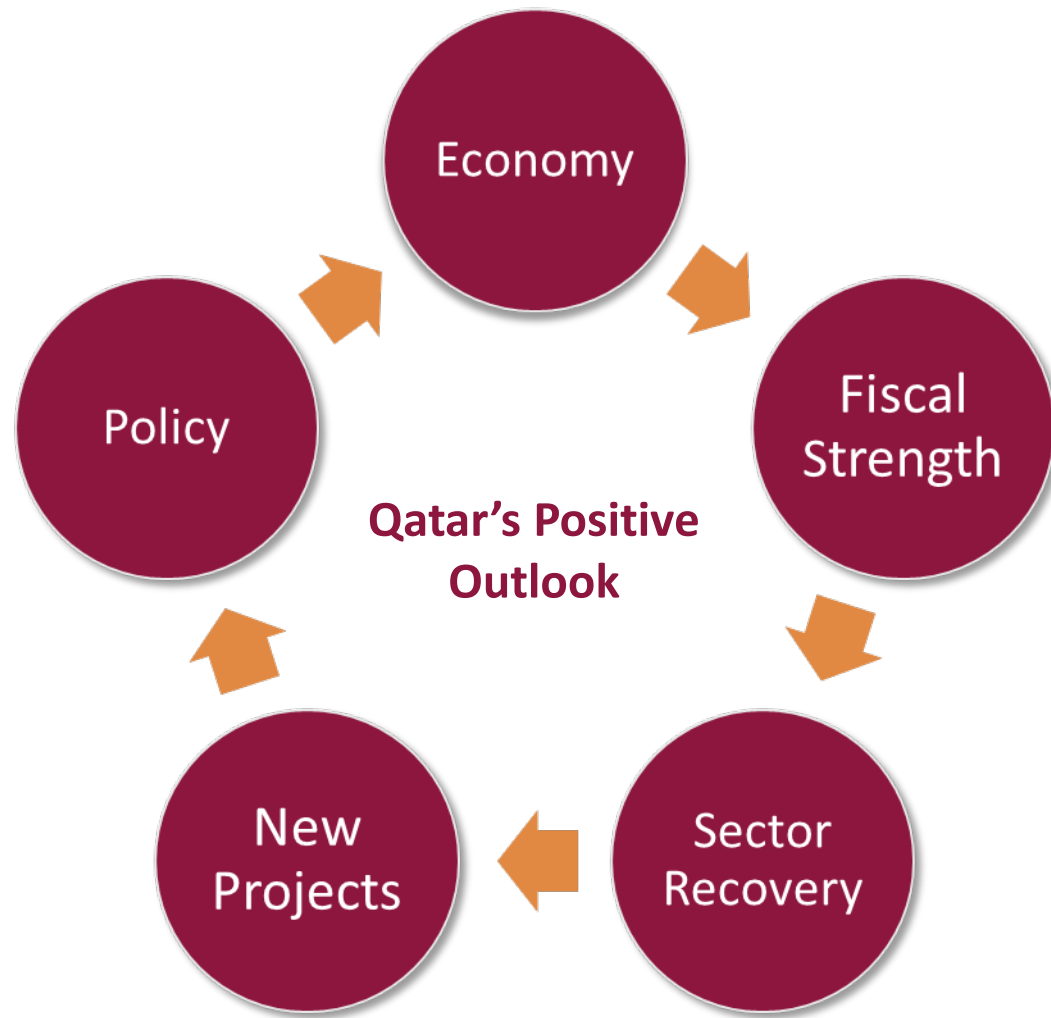 Economy
Fiscal
Strength
Sector
Recovery
New
Projects
Policy
Qatar’s Positive
Outlook